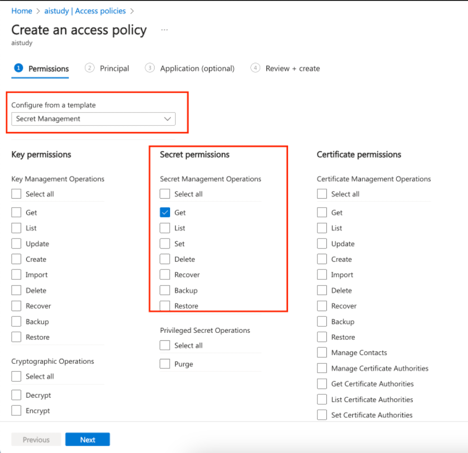 Home > aistudy | Access policies >
Create an access policy ...
aistudy
1 Permissions 2 Principal 3 Application (optional) 4 Review + create
Configure from a template
Secret Management
Key permissions
Key Management Operations
Select all
Get
List
Update
Create
Import
Delete
Recover
Backup
Restore
Cryptographic Operations
Select all
Decrypt
Encrypt
Secret permissions
Secret Management Operations
Select all
Get
List
Set
Delete
Recover
Backup
Restore
Privileged Secret Operations
Select all
Purge
Certificate permissions
Certificate Management Operations
Select all
Get
List
Update
Create
Import
Delete
Recover
Backup
Restore
Manage Contacts
Manage Certificate Authorities
Get Certificate Authorities
List Certificate Authorities
Set Certificate Authorities
Previous Next